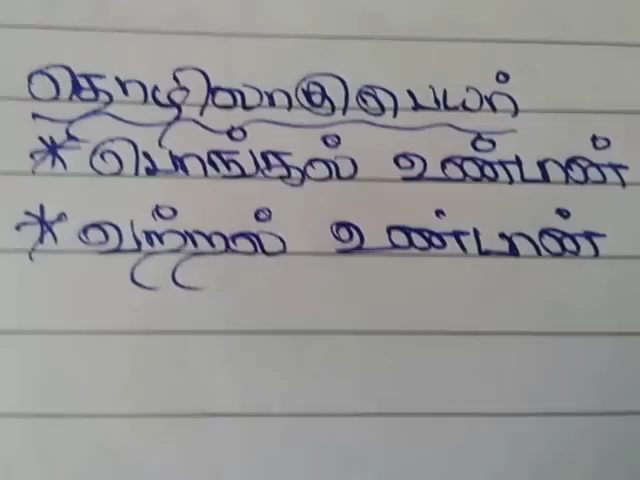 தொழிலாகுபெயர்
* பொங்கல் உண்டான்
* வற்றல் உண்டான்